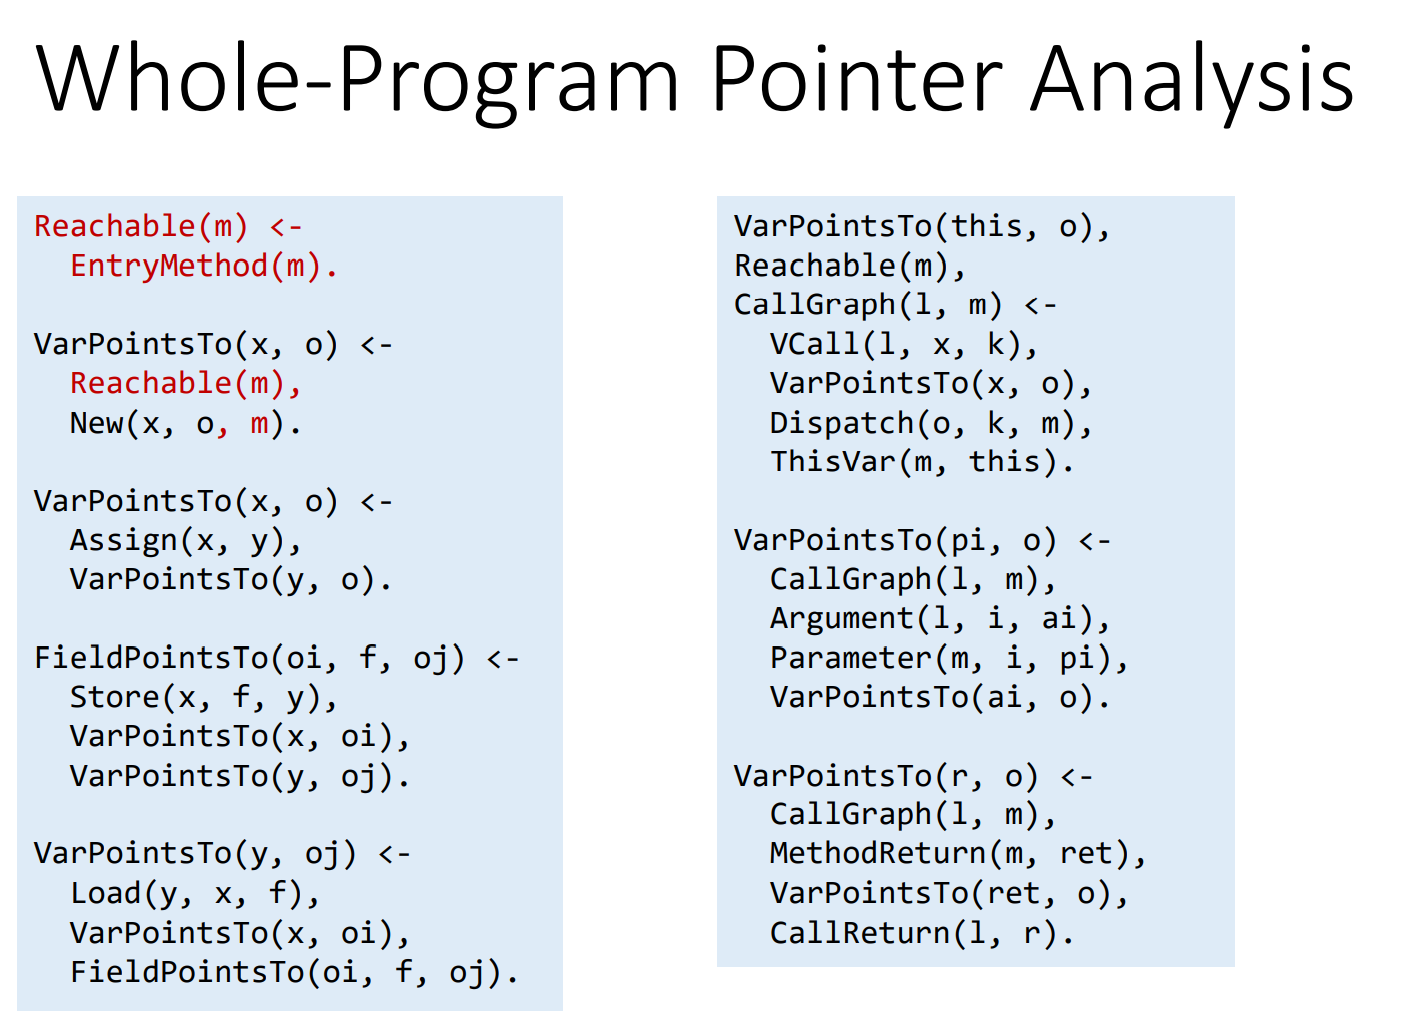 Whole-Program Pointer Analysis
Reachable(m) <-
  EntryMethod(m).

VarPointsTo(x, o) <-
  Reachable(m),
  New(x, o, m).

VarPointsTo(x, o) <-
  Assign(x, y),
  VarPointsTo(y, o).

FieldPointsTo(oi, f, oj) <-
  Store(x, f, y),
  VarPointsTo(x, oi),
  VarPointsTo(y, oj).

VarPointsTo(y, oj) <-
  Load(y, x, f),
  VarPointsTo(x, oi),
  FieldPointsTo(oi, f, oj).

VarPointsTo(this, o),
Reachable(m),
CallGraph(l, m) <-
  VCall(l, x, k),
  VarPointsTo(x, o),
  Dispatch(o, k, m),
  ThisVar(m, this).

VarPointsTo(pi, o) <-
  CallGraph(l, m),
  Argument(l, i, ai),
  Parameter(m, i, pi),
  VarPointsTo(ai, o).

VarPointsTo(r, o) <-
  CallGraph(l, m),
  MethodReturn(m, ret),
  VarPointsTo(ret, o),
  CallReturn(l, r).